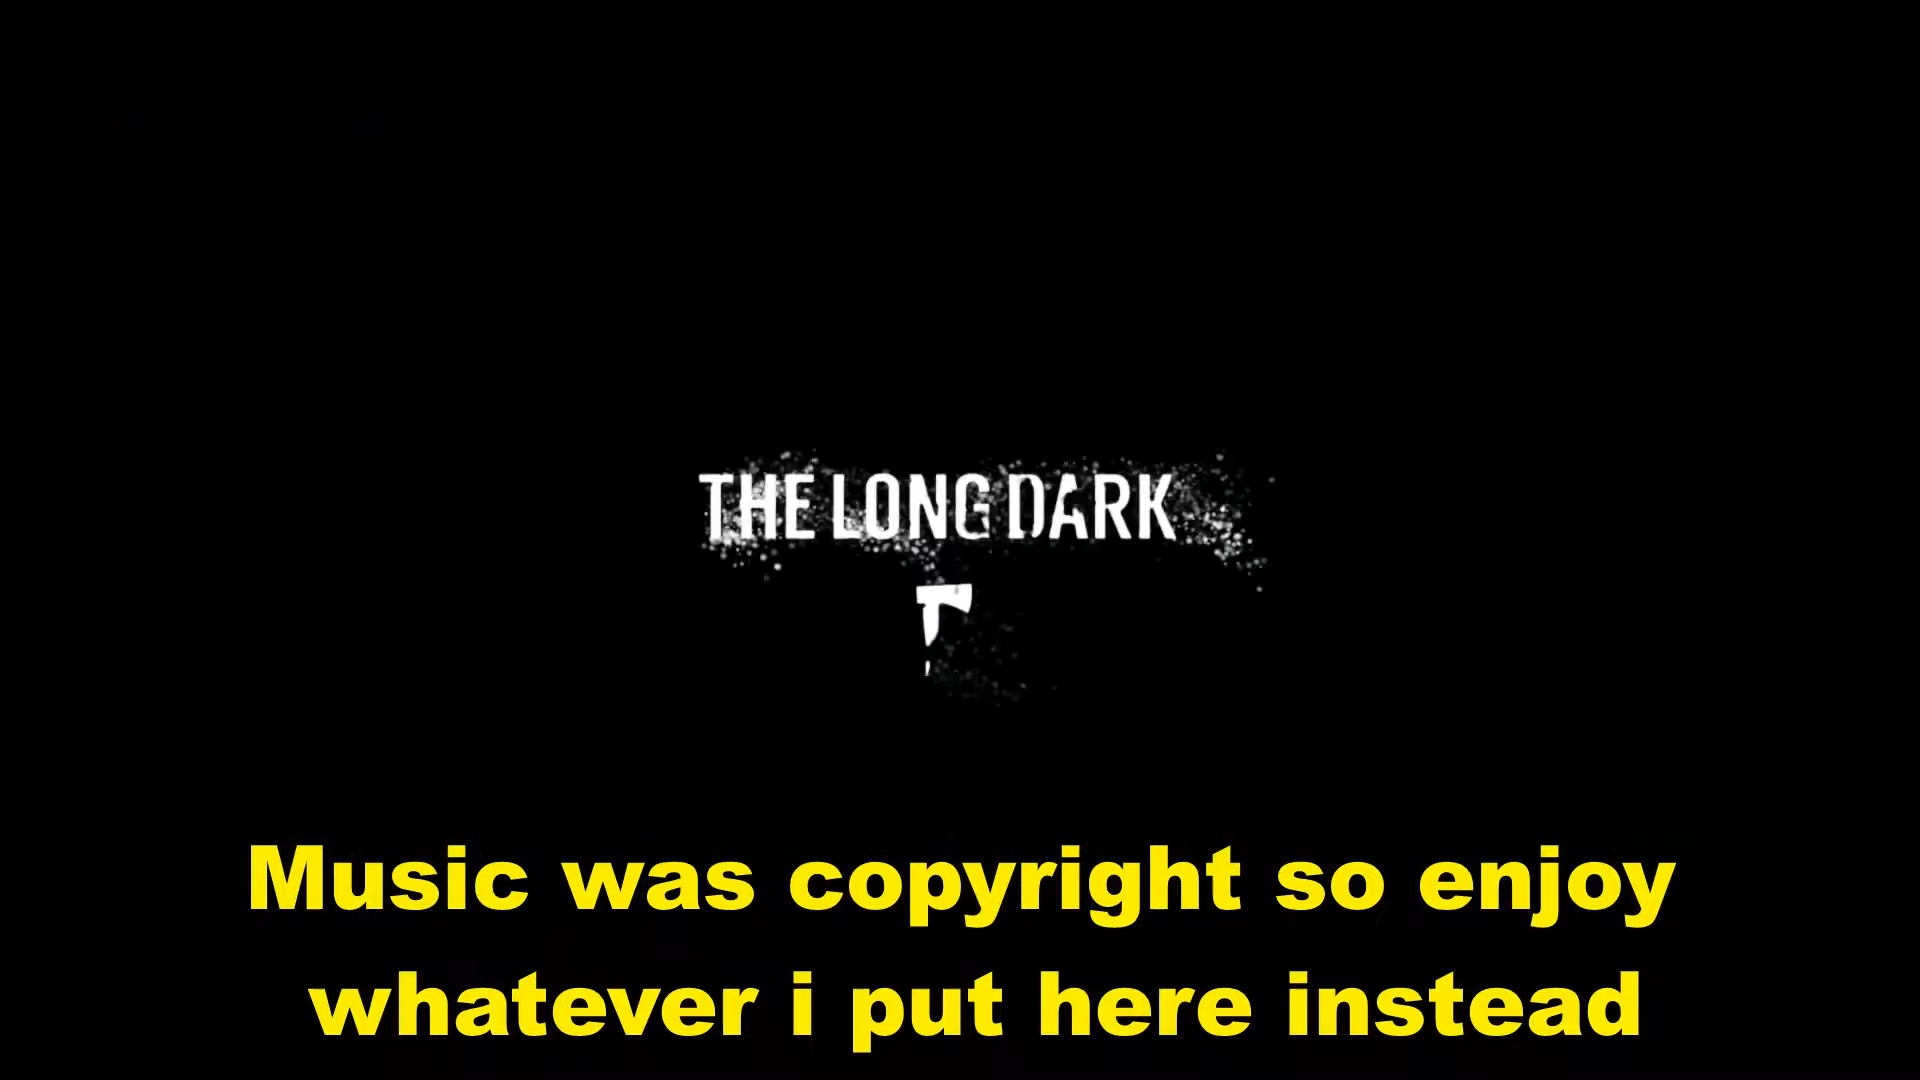 THE LONG DARK
Music was copyright so enjoy
whatever i put here instead